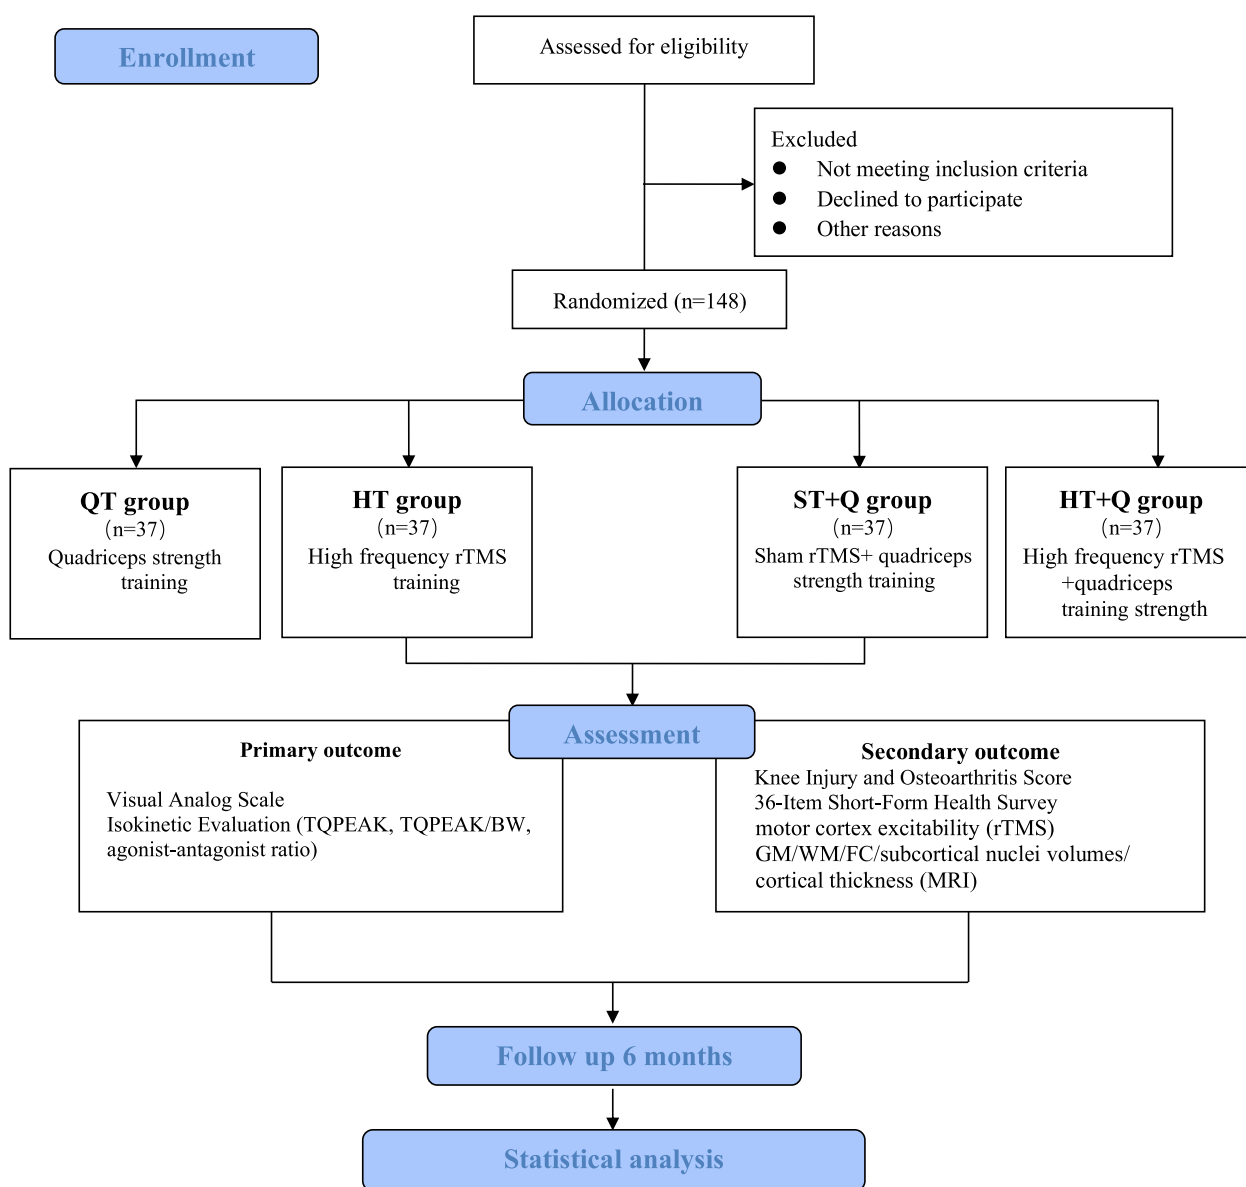 Enrollment
Assessed for eligibility
Excluded
● Not meeting inclusion criteria
● Declined to participate
● Other reasons
Randomized (n=148)
Allocation
QT group
(n=37)
Quadriceps strength
training
HT group
(n=37)
High frequency rTMS
training
ST+Q group
(n=37)
Sham rTMS+ quadriceps
strength training
HT+Q group
(n=37)
High frequency rTMS
+quadriceps
training strength
Assessment
Primary outcome
Visual Analog Scale
Isokinetic Evaluation (TQPEAK, TQPEAK/BW,
agonist-antagonist ratio)
Secondary outcome
Knee Injury and Osteoarthritis Score
36-Item Short-Form Health Survey
motor cortex excitability (rTMS)
GM/WM/FC/subcortical nuclei volumes/
cortical thickness (MRI)
Follow up 6 months
Statistical analysis